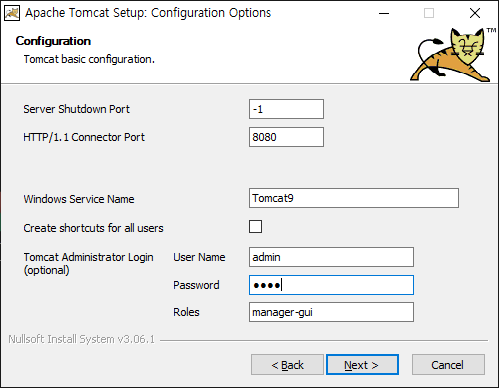 Apache Tomcat Setup: Configuration Options
Configuration
Tomcat basic configuration.
TM
Server Shutdown Port -1
HTTP/1.1 Connector Port 8080
Windows Service Name Tomcat9
Create shortcuts for all users
Tomcat Administrator Login (optional)
User Name admin
Password ●●●●
Roles manager-gui
Nullsoft Install System v3.06.1
< Back Next > Cancel